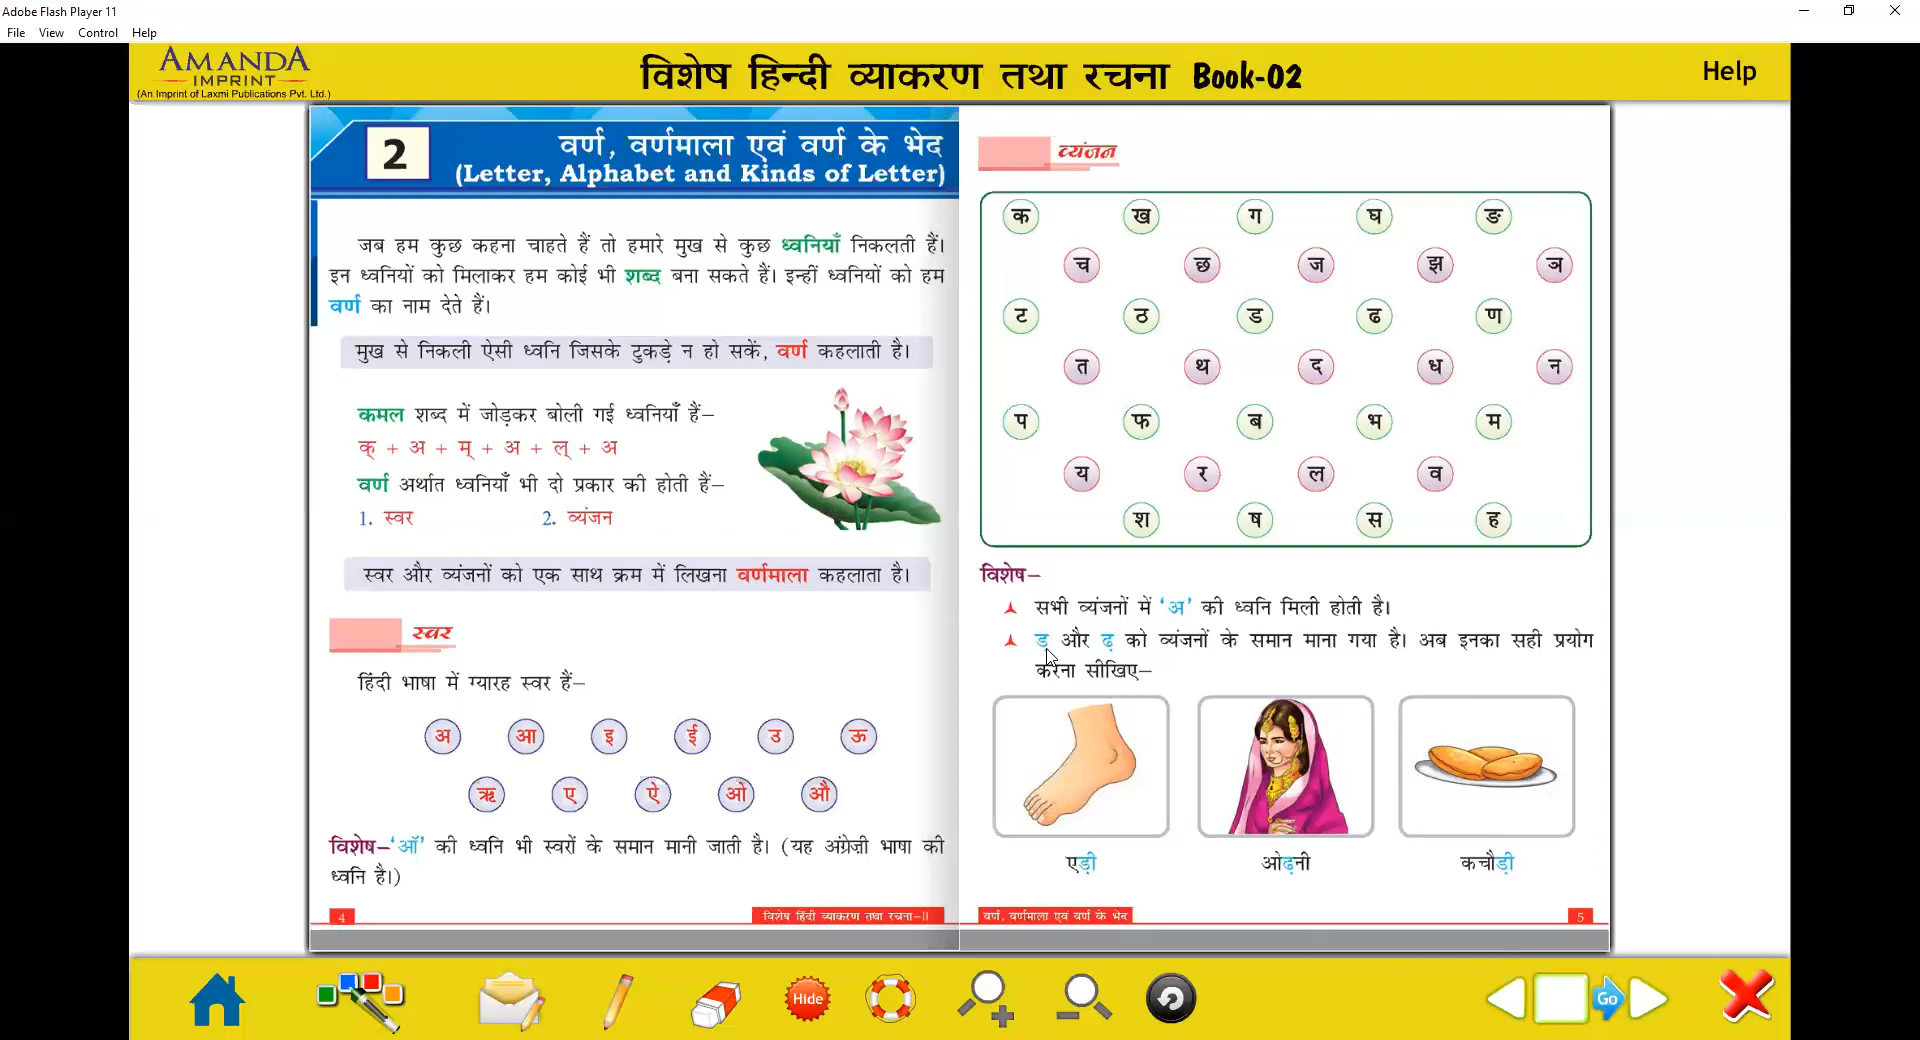 Adobe Flash Player 11
File View Control Help
AMANDA
IMPRINT
(An Imprint of Laxmi Publications Pvt. Ltd.)
विशेष हिन्दी व्याकरण तथा रचना Book-02
Help
2
वर्ण, वर्णमाला एवं वर्ण के भेद
(Letter, Alphabet and Kinds of Letter)
जब हम कुछ कहना चाहते हैं तो हमारे मुख से कुछ ध्वनियाँ निकलती हैं।
इन ध्वनियों को मिलाकर हम कोई भी शब्द बना सकते हैं। इन्हीं ध्वनियों को हम
वर्ण का नाम देते हैं।
मुख से निकली ऐसी ध्वनि जिसके टुकड़े न हो सकें, वर्ण कहलाती है।
कमल शब्द में जोड़कर बोली गई ध्वनियाँ हैं–
क् + अ + म् + अ + ल् + अ
वर्ण अर्थात ध्वनियाँ भी दो प्रकार की होती हैं–
1. स्वर 2. व्यंजन
स्वर और व्यंजनों को एक साथ क्रम में लिखना वर्णमाला कहलाता है।
स्वर
हिंदी भाषा में ग्यारह स्वर हैं–
अ आ इ ई उ ऊ
ऋ ए ऐ ओ औ
विशेष–‘ऑ’ की ध्वनि भी स्वरों के समान मानी जाती है। (यह अंग्रेज़ी भाषा की
ध्वनि है।)
4 विशेष हिंदी व्याकरण तथा रचना–II
व्यंजन
क ख ग घ ङ
च छ ज झ ञ
ट ठ ड ढ ण
त थ द ध न
प फ ब भ म
य र ल व
श ष स ह
विशेष–
सभी व्यंजनों में ‘अ’ की ध्वनि मिली होती है।
ड़ और ढ़ को व्यंजनों के समान माना गया है। अब इनका सही प्रयोग
करना सीखिए–
एड़ी ओढ़नी कचौड़ी
वर्ण, वर्णमाला एवं वर्ण के भेद 5
Hide
Go